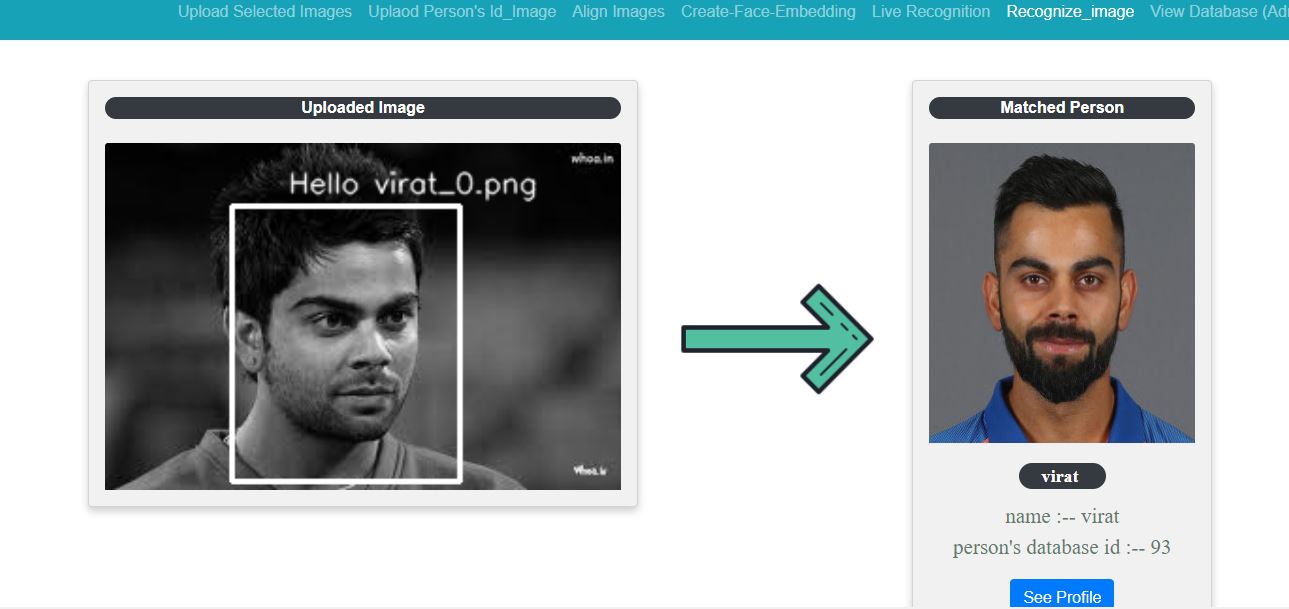 Upload Selected Images Uplaod Person's Id_Image Align Images Create-Face-Embedding Live Recognition Recognize_image View Database (Ad
Uploaded Image
whoa.in
Hello virat_0.png
Whoa.in
Matched Person
virat
name :-- virat
person's database id :-- 93
See Profile